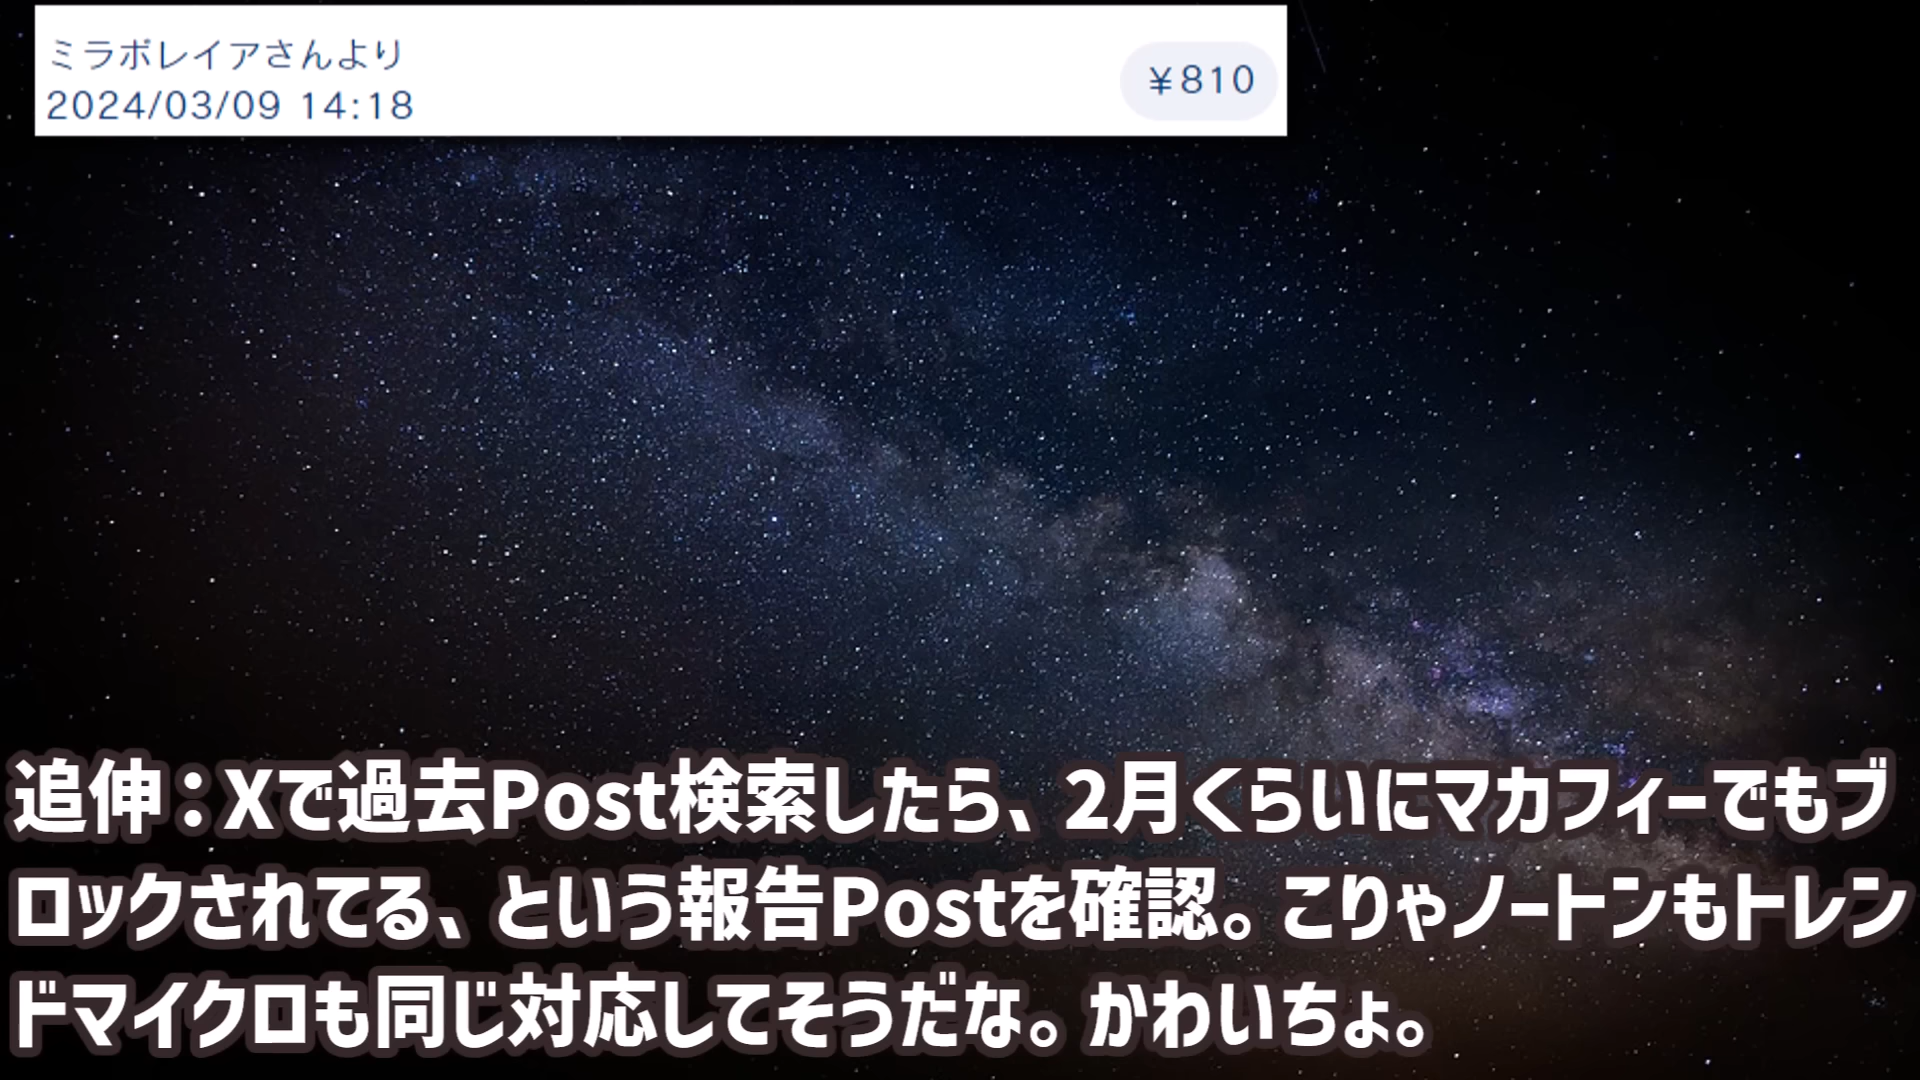 ミラボレイアさんより
2024/03/09 14:18
¥810
追伸：Xで過去Post検索したら、2月くらいにマカフィーでもブ
ロックされてる、という報告Postを確認。こりゃノートンもトレン
ドマイクロも同じ対応してそうだな。かわいちょ。